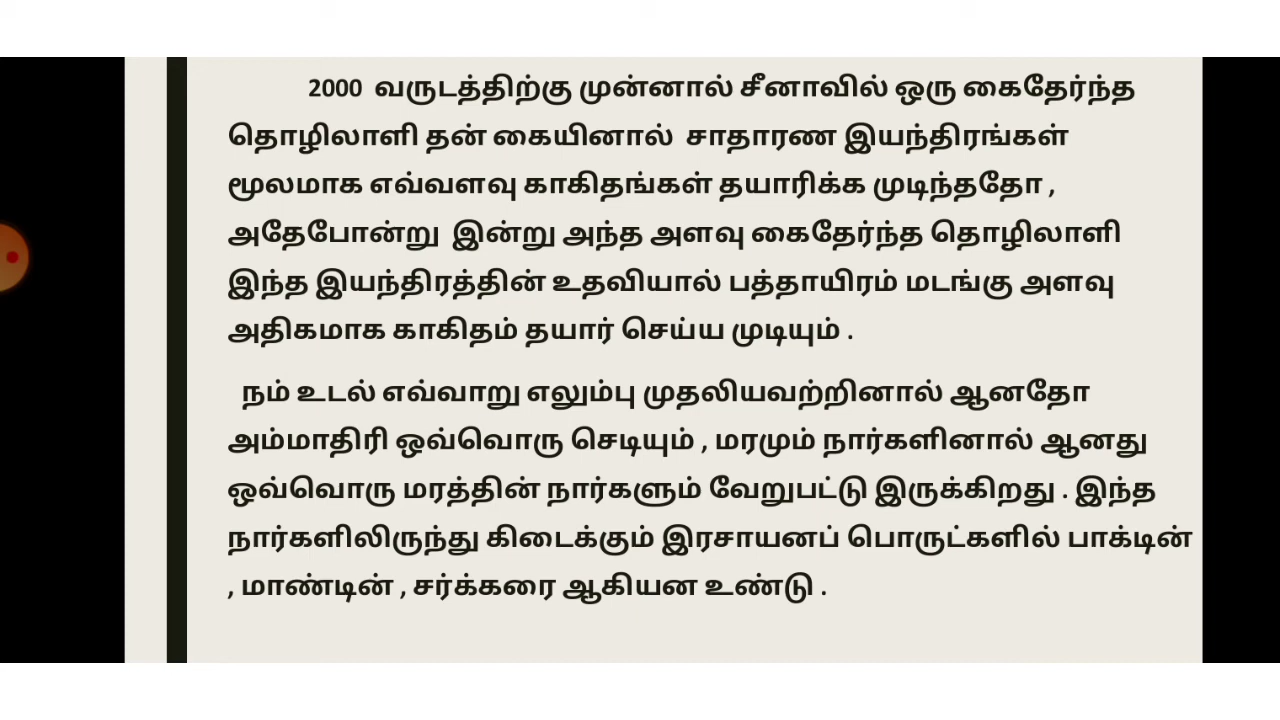 2000 வருடத்திற்கு முன்னால் சீனாவில் ஒரு கைதேர்ந்த
தொழிலாளி தன் கையினால் சாதாரண இயந்திரங்கள்
மூலமாக எவ்வளவு காகிதங்கள் தயாரிக்க முடிந்ததோ ,
அதேபோன்று இன்று அந்த அளவு கைதேர்ந்த தொழிலாளி
இந்த இயந்திரத்தின் உதவியால் பத்தாயிரம் மடங்கு அளவு
அதிகமாக காகிதம் தயார் செய்ய முடியும் .
நம் உடல் எவ்வாறு எலும்பு முதலியவற்றினால் ஆனதோ
அம்மாதிரி ஒவ்வொரு செடியும் , மரமும் நார்களினால் ஆனது
ஒவ்வொரு மரத்தின் நார்களும் வேறுபட்டு இருக்கிறது . இந்த
நார்களிலிருந்து கிடைக்கும் இரசாயனப் பொருட்களில் பாக்டின்
, மாண்டின் , சர்க்கரை ஆகியன உண்டு .